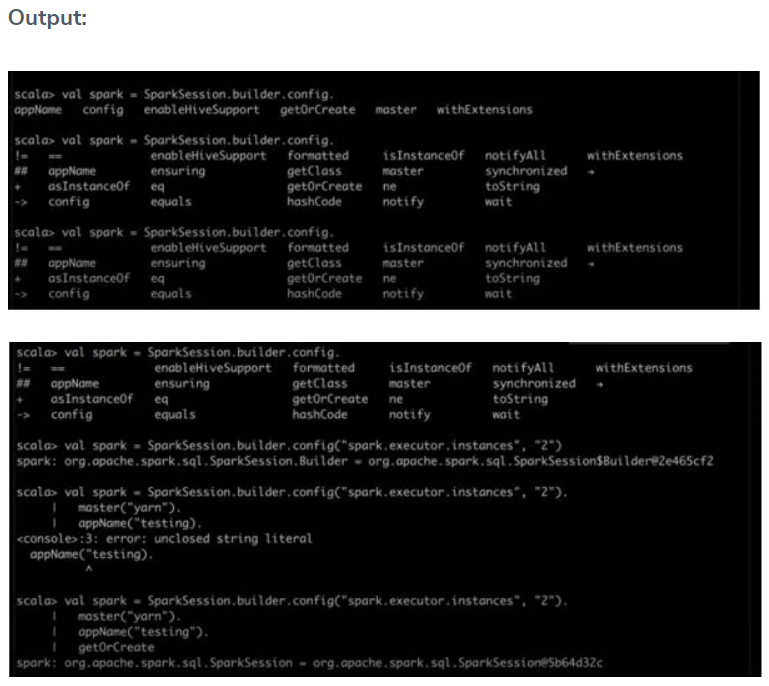 Output:
scala> val spark = SparkSession.builder.config.
appName config enableHiveSupport getOrCreate master withExtensions
scala> val spark = SparkSession.builder.config.
!= == enableHiveSupport formatted isInstanceOf notifyAll withExtensions
## appName ensuring getClass master synchronized →
+ asInstanceOf eq getOrCreate ne toString
-> config equals hashCode notify wait
scala> val spark = SparkSession.builder.config.
!= == enableHiveSupport formatted isInstanceOf notifyAll withExtensions
## appName ensuring getClass master synchronized →
+ asInstanceOf eq getOrCreate ne toString
-> config equals hashCode notify wait
scala> val spark = SparkSession.builder.config.
!= == enableHiveSupport formatted isInstanceOf notifyAll withExtensions
## appName ensuring getClass master synchronized →
+ asInstanceOf eq getOrCreate ne toString
-> config equals hashCode notify wait
scala> val spark = SparkSession.builder.config("spark.executor.instances", "2")
spark: org.apache.spark.sql.SparkSession.Builder = org.apache.spark.sql.SparkSession$Builder@2e465cf2
scala> val spark = SparkSession.builder.config("spark.executor.instances", "2").
| master("yarn").
| appName("testing).
<console>:3: error: unclosed string literal
appName("testing).
^
scala> val spark = SparkSession.builder.config("spark.executor.instances", "2").
| master("yarn").
| appName("testing").
| getOrCreate
spark: org.apache.spark.sql.SparkSession = org.apache.spark.sql.SparkSession@5b64d32c